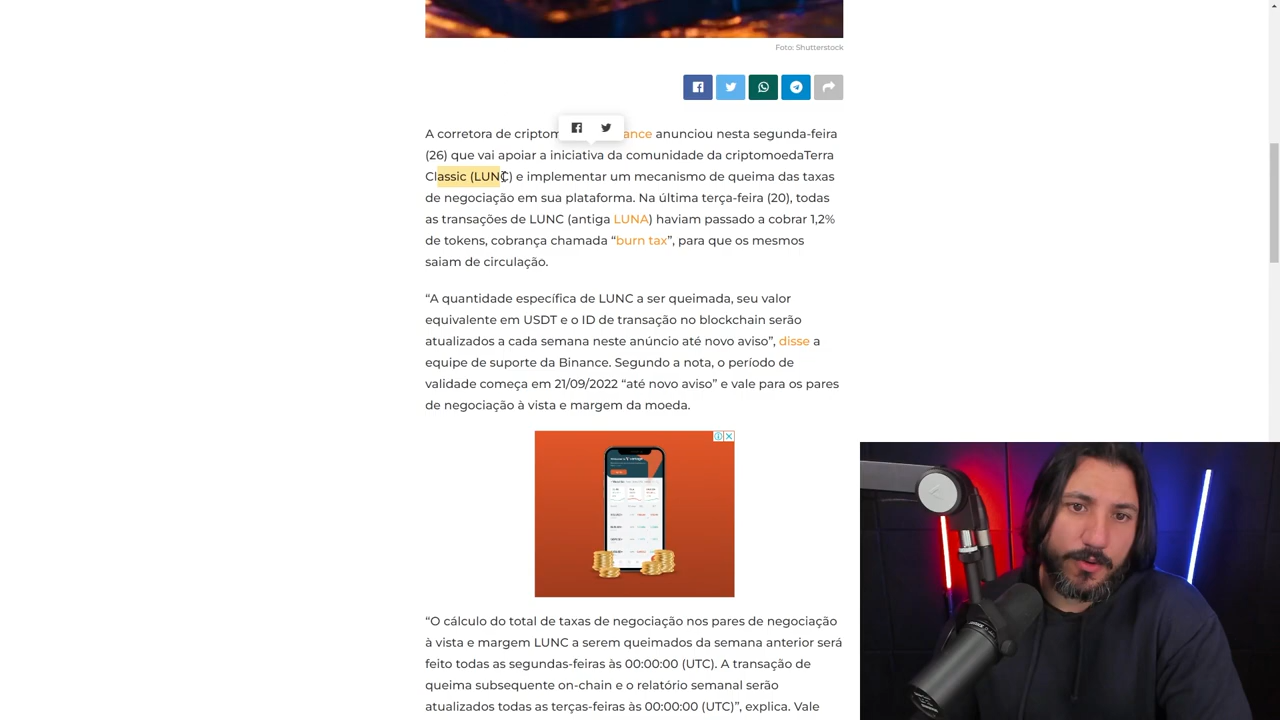 Foto: Shutterstock
A corretora de criptom ance anunciou nesta segunda-feira
(26) que vai apoiar a iniciativa da comunidade da criptomoedaTerra
Classic (LUNC) e implementar um mecanismo de queima das taxas
de negociação em sua plataforma. Na última terça-feira (20), todas
as transações de LUNC (antiga LUNA) haviam passado a cobrar 1,2%
de tokens, cobrança chamada “burn tax”, para que os mesmos
saiam de circulação.
“A quantidade específica de LUNC a ser queimada, seu valor
equivalente em USDT e o ID de transação no blockchain serão
atualizados a cada semana neste anúncio até novo aviso”, disse a
equipe de suporte da Binance. Segundo a nota, o período de
validade começa em 21/09/2022 “até novo aviso” e vale para os pares
de negociação à vista e margem da moeda.
“O cálculo do total de taxas de negociação nos pares de negociação
à vista e margem LUNC a serem queimados da semana anterior será
feito todas as segundas-feiras às 00:00:00 (UTC). A transação de
queima subsequente on-chain e o relatório semanal serão
atualizados todas as terças-feiras às 00:00:00 (UTC)”, explica. Vale